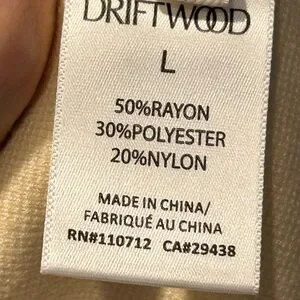 DRIFTWOOD
L
50%RAYON
30%POLYESTER
20%NYLON
MADE IN CHINA/
FABRIQUÉ AU CHINA
RN#110712 CA#29438